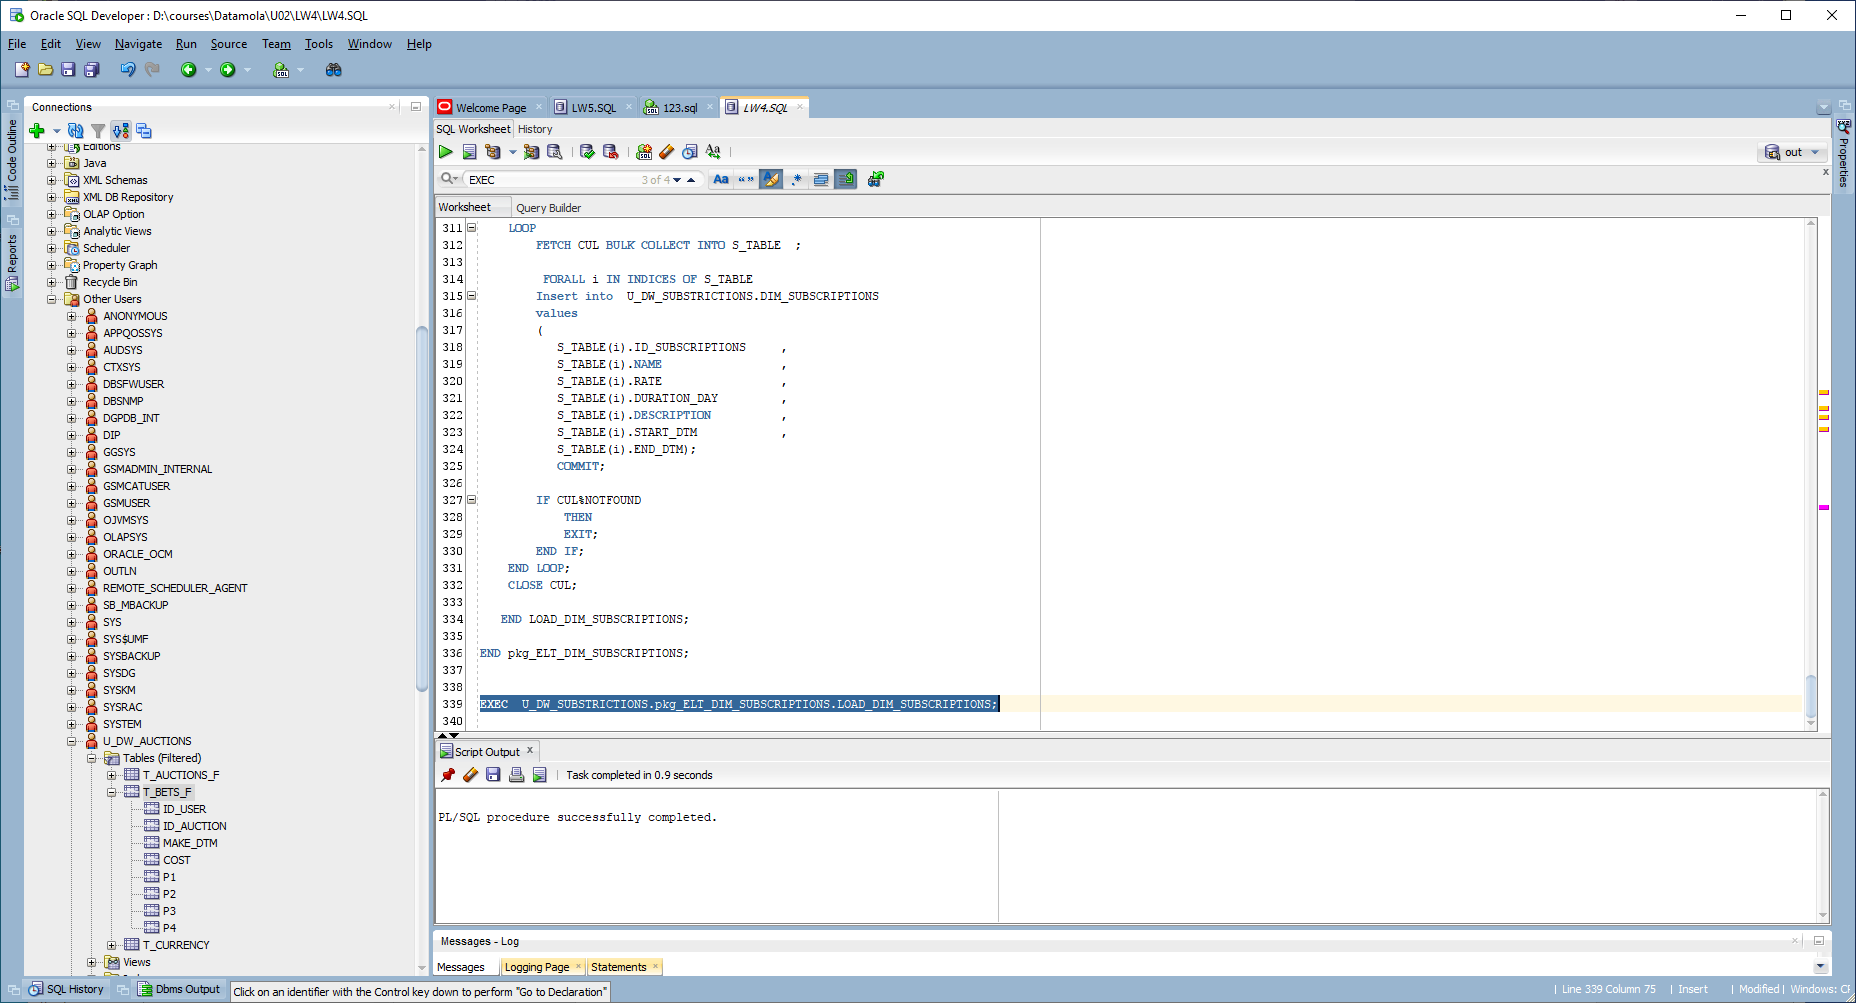 Oracle SQL Developer : D:\courses\Datamola\U02\LW4\LW4.SQL
File Edit View Navigate Run Source Team Tools Window Help
Connections
Code Outline
Reports
Editions
Java
XML Schemas
XML DB Repository
OLAP Option
Analytic Views
Scheduler
Property Graph
Recycle Bin
Other Users
ANONYMOUS
APPQOSSYS
AUDSYS
CTXSYS
DBSFWUSER
DBSNMP
DGPDB_INT
DIP
GGSYS
GSMADMIN_INTERNAL
GSMCATUSER
GSMUSER
OJVMSYS
OLAPSYS
ORACLE_OCM
OUTLN
REMOTE_SCHEDULER_AGENT
SB_MBACKUP
SYS
SYS$UMF
SYSBACKUP
SYSDG
SYSKM
SYSRAC
SYSTEM
U_DW_AUCTIONS
Tables (Filtered)
T_AUCTIONS_F
T_BETS_F
ID_USER
ID_AUCTION
MAKE_DTM
COST
P1
P2
P3
P4
T_CURRENCY
Views
Welcome Page LW5.SQL 123.sql LW4.SQL
SQL Worksheet History
out
Properties
EXEC 3 of 4 Aa “ ” .*
Worksheet Query Builder
311 LOOP
312 FETCH CUL BULK COLLECT INTO S_TABLE ;
313
314 FORALL i IN INDICES OF S_TABLE
315 Insert into U_DW_SUBSTRICTIONS.DIM_SUBSCRIPTIONS
316 values
317 (
318 S_TABLE(i).ID_SUBSCRIPTIONS ,
319 S_TABLE(i).NAME ,
320 S_TABLE(i).RATE ,
321 S_TABLE(i).DURATION_DAY ,
322 S_TABLE(i).DESCRIPTION ,
323 S_TABLE(i).START_DTM ,
324 S_TABLE(i).END_DTM);
325 COMMIT;
326
327 IF CUL%NOTFOUND
328 THEN
329 EXIT;
330 END IF;
331 END LOOP;
332 CLOSE CUL;
333
334 END LOAD_DIM_SUBSCRIPTIONS;
335
336 END pkg_ELT_DIM_SUBSCRIPTIONS;
337
338
339 EXEC U_DW_SUBSTRICTIONS.pkg_ELT_DIM_SUBSCRIPTIONS.LOAD_DIM_SUBSCRIPTIONS;
340
Script Output
Task completed in 0.9 seconds
PL/SQL procedure successfully completed.
Messages - Log
Messages Logging Page Statements
SQL History Dbms Output Click on an identifier with the Control key down to perform "Go to Declaration"
Line 339 Column 75 Insert Modified Windows: CF